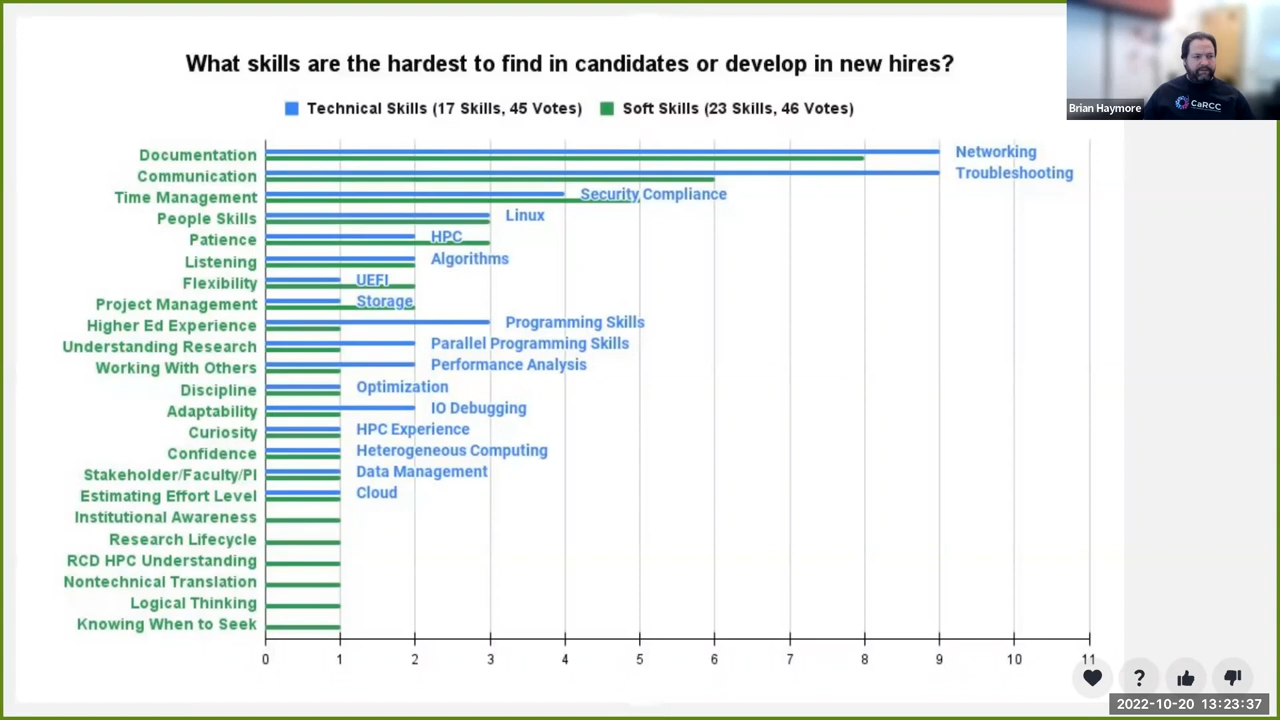 What skills are the hardest to find in candidates or develop in new hires?
Technical Skills (17 Skills, 45 Votes) Soft Skills (23 Skills, 46 Votes)
Brian Haymore
CaRCC
Documentation Networking
Communication Troubleshooting
Time Management Security Compliance
People Skills Linux
Patience HPC
Listening Algorithms
Flexibility UEFI
Project Management Storage
Higher Ed Experience Programming Skills
Understanding Research Parallel Programming Skills
Working With Others Performance Analysis
Discipline Optimization
Adaptability IO Debugging
Curiosity HPC Experience
Confidence Heterogeneous Computing
Stakeholder/Faculty/PI Data Management
Estimating Effort Level Cloud
Institutional Awareness
Research Lifecycle
RCD HPC Understanding
Nontechnical Translation
Logical Thinking
Knowing When to Seek
0 1 2 3 4 5 6 7 8 9 10 11
?
2022-10-20 13:23:37